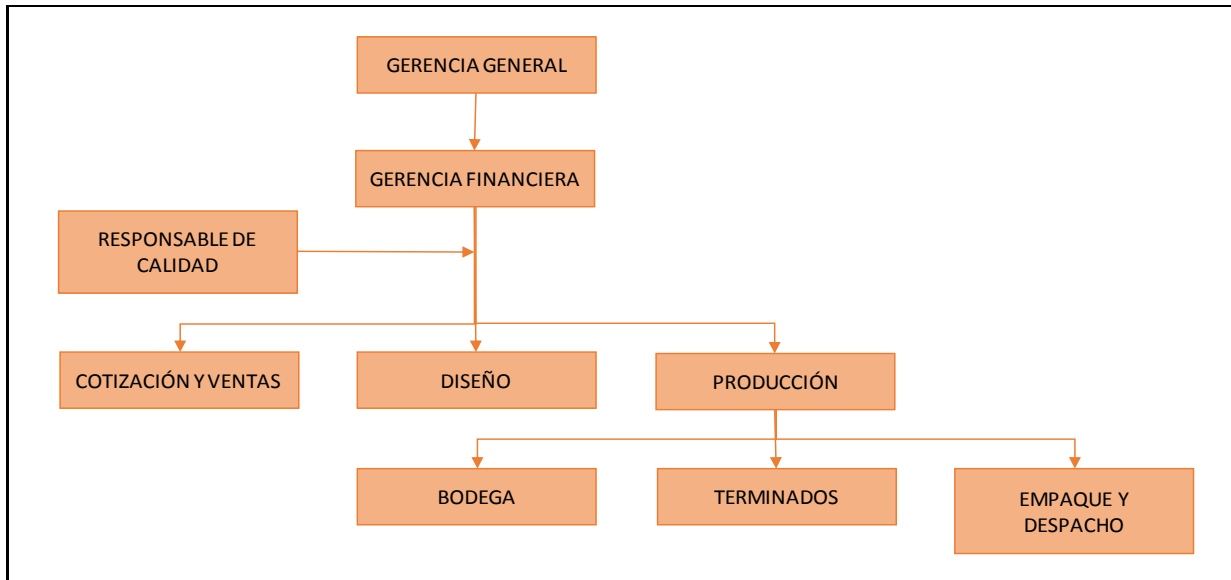 GERENCIA GENERAL
GERENCIA FINANCIERA
RESPONSABLE DE
CALIDAD
COTIZACIÓN Y VENTAS
DISEÑO
PRODUCCIÓN
BODEGA
TERMINADOS
EMPAQUE Y
DESPACHO